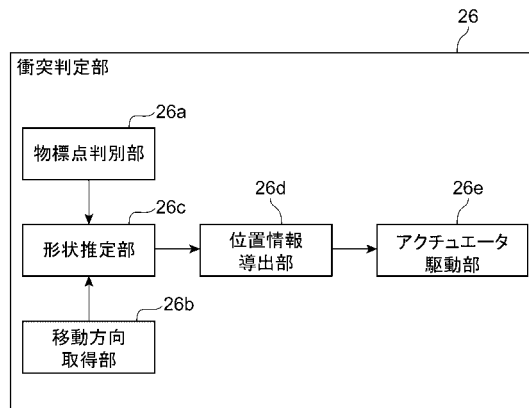 26
衝突判定部
26a
物標点判別部
26c
形状推定部
26d
位置情報
導出部
26e
アクチュエータ
駆動部
26b
移動方向
取得部